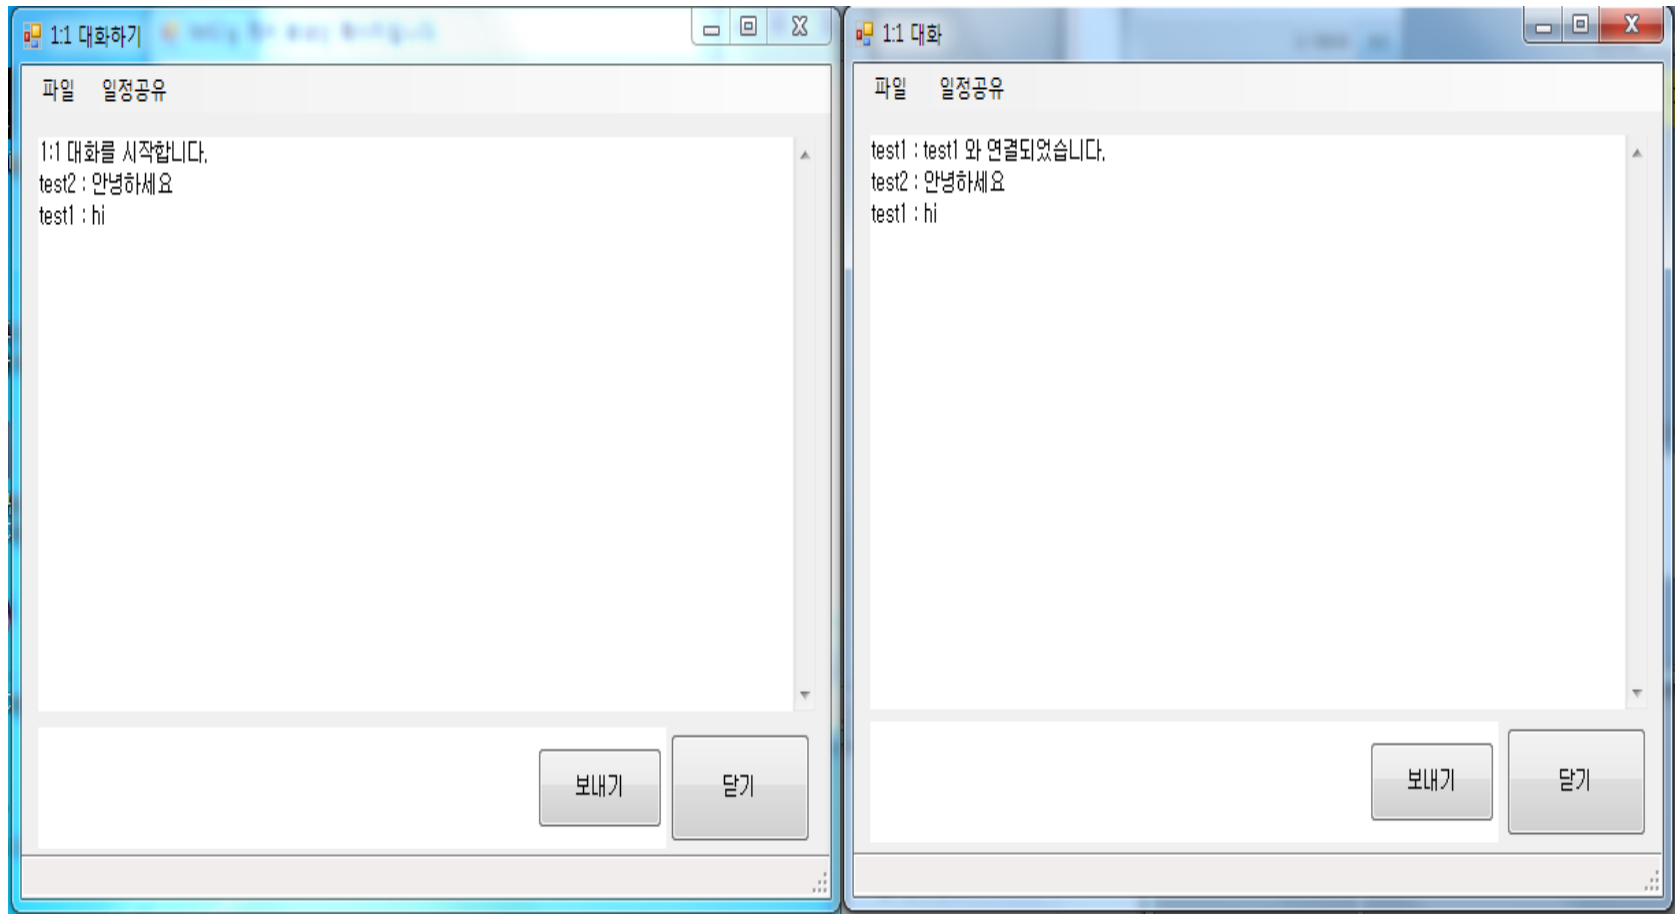 1:1 대화하기
파일 일정공유
1:1 대화를 시작합니다.
test2 : 안녕하세요
test1 : hi
보내기 닫기
1:1 대화
파일 일정공유
test1 : test1 와 연결되었습니다.
test2 : 안녕하세요
test1 : hi
보내기 닫기